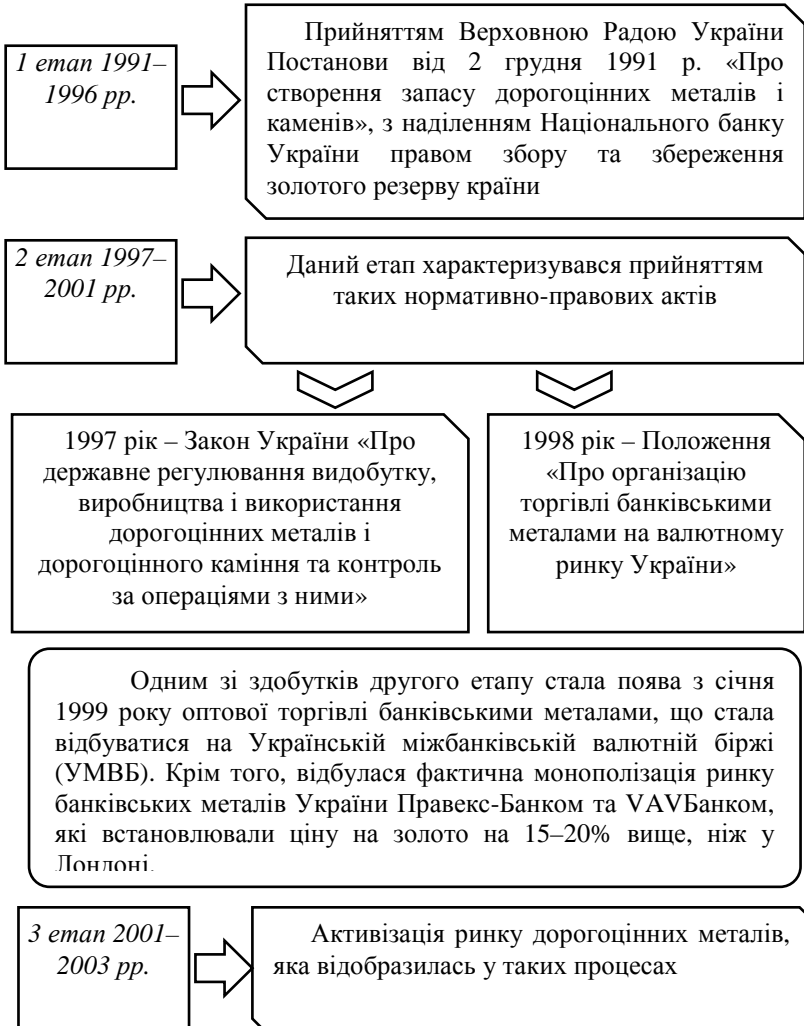 1 етап 1991–
1996 рр.
Прийняттям Верховною Радою України
Постанови від 2 грудня 1991 р. «Про
створення запасу дорогоцінних металів і
каменів», з наділенням Національного банку
України правом збору та збереження
золотого резерву країни
2 етап 1997–
2001 рр.
Даний етап характеризувався прийняттям
таких нормативно-правових актів
1997 рік – Закон України «Про
державне регулювання видобутку,
виробництва і використання
дорогоцінних металів і
дорогоцінного каміння та контроль
за операціями з ними»
1998 рік – Положення
«Про організацію
торгівлі банківськими
металами на валютному
ринку України»
Одним зі здобутків другого етапу стала поява з січня
1999 року оптової торгівлі банківськими металами, що стала
відбуватися на Українській міжбанківській валютній біржі
(УМВБ). Крім того, відбулася фактична монополізація ринку
банківських металів України Правекс-Банком та VAVБанком,
які встановлювали ціну на золото на 15–20% вище, ніж у
Лондоні.
3 етап 2001–
2003 рр.
Активізація ринку дорогоцінних металів,
яка відобразилась у таких процесах